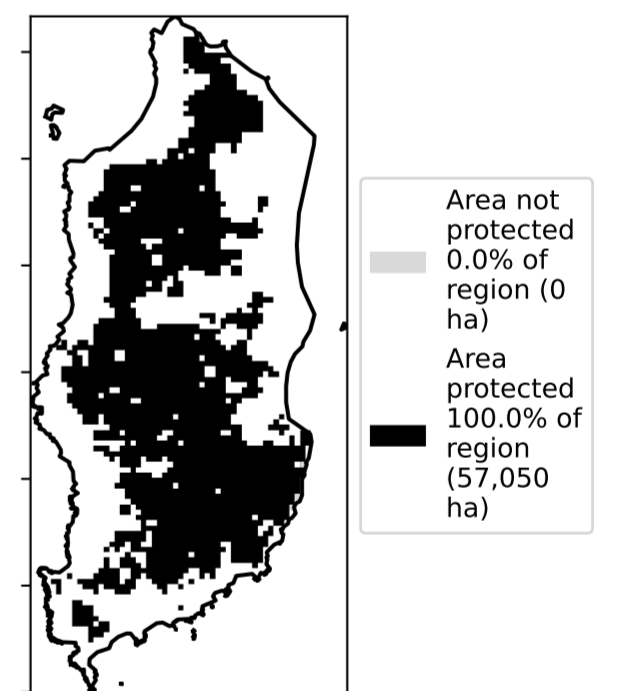 Area not
protected
0.0% of
region (0
ha)
Area
protected
100.0% of
region
(57,050
ha)